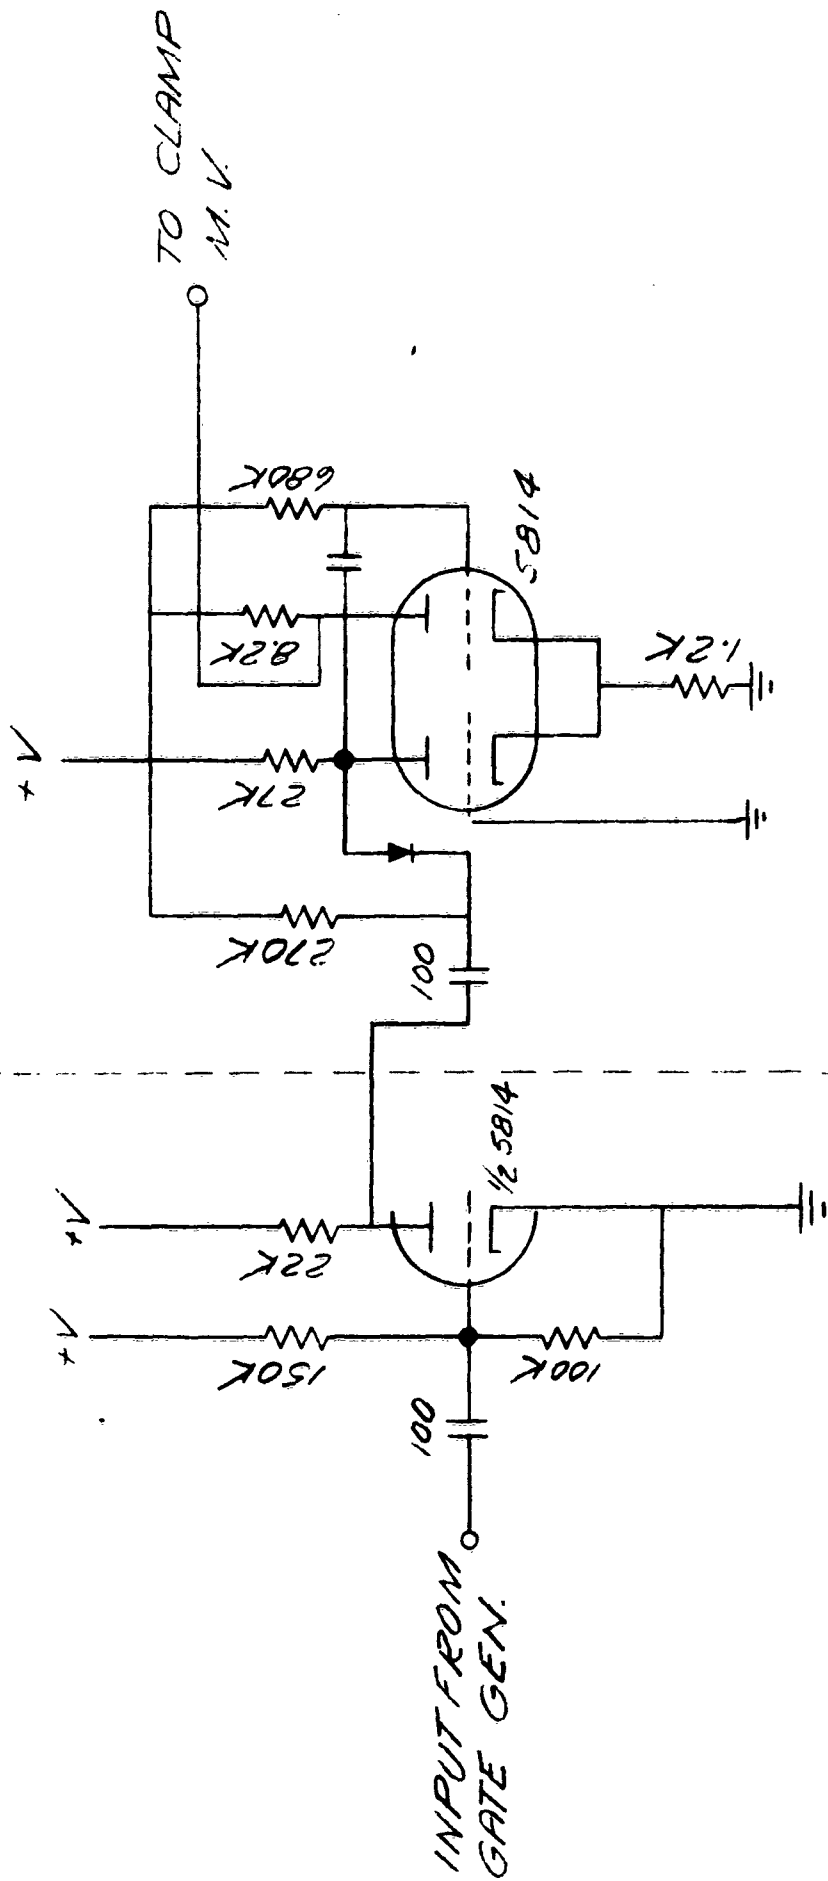 INPUT FROM
GATE GEN.
100
+V
150K
100K
+V
22K
1/2 5814
100
270K
+V
27K
8.2K
680K
5814
1.2K
TO CLAMP
M.V.